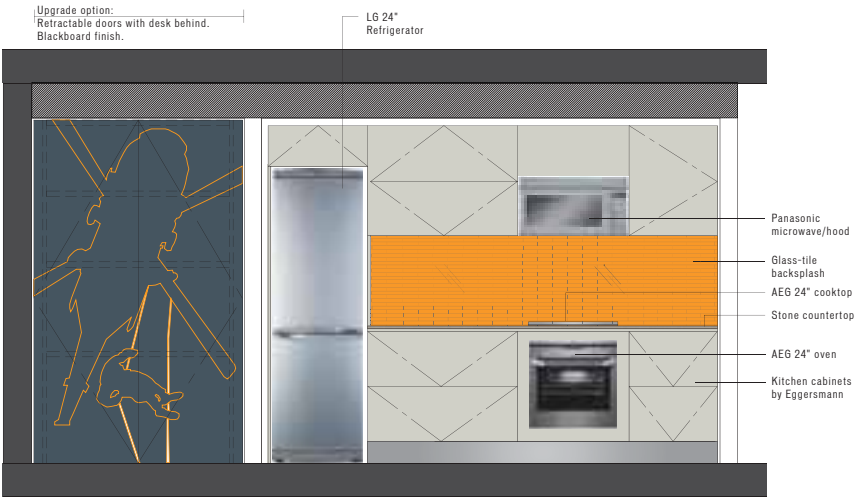 Upgrade option:
Retractable doors with desk behind.
Blackboard finish.
LG 24"
Refrigerator
Panasonic
microwave/hood
Glass-tile
backsplash
AEG 24" cooktop
Stone countertop
AEG 24" oven
Kitchen cabinets
by Eggersmann